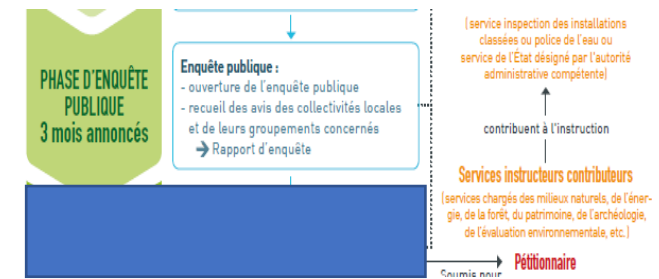 PHASE D'ENQUÊTE
PUBLIQUE
3 mois annoncés
Enquête publique :
- ouverture de l'enquête publique
- recueil des avis des collectivités locales
et de leurs groupements concernés
→ Rapport d'enquête
(service inspection des installations
classées ou police de l'eau ou
service de l'État désigné par l'autorité
administrative compétente)
contribuent à l'instruction
Services instructeurs contributeurs
(services chargés des milieux naturels, de l'éner-
gie, de la forêt, du patrimoine, de l'archéologie,
de l'évaluation environnementale, etc.)
Pétitionnaire
Soumis pour